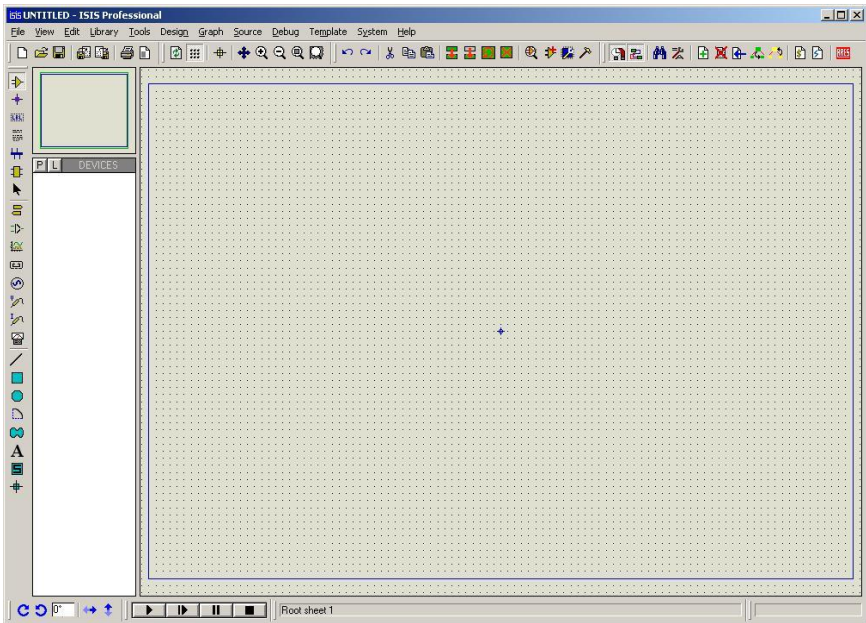 isis UNTITLED - ISIS Professional
File View Edit Library Tools Design Graph Source Debug Template System Help
P L DEVICES
A
0°
Root sheet 1